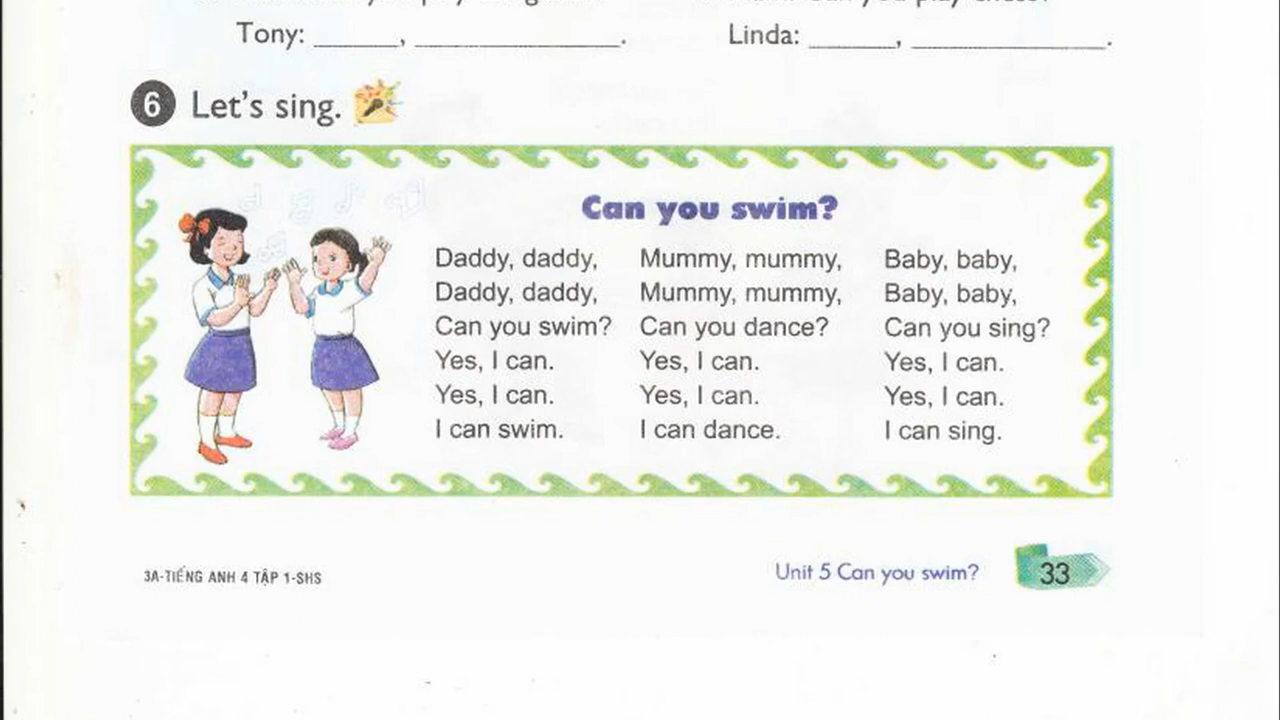 Tony: ______, ______________.
Linda: ______, ______________.
6 Let's sing.
Can you swim?
Daddy, daddy,
Daddy, daddy,
Can you swim?
Yes, I can.
Yes, I can.
I can swim.
Mummy, mummy,
Mummy, mummy,
Can you dance?
Yes, I can.
Yes, I can.
I can dance.
Baby, baby,
Baby, baby,
Can you sing?
Yes, I can.
Yes, I can.
I can sing.
3A-TIẾNG ANH 4 TẬP 1-SHS
Unit 5 Can you swim?
33